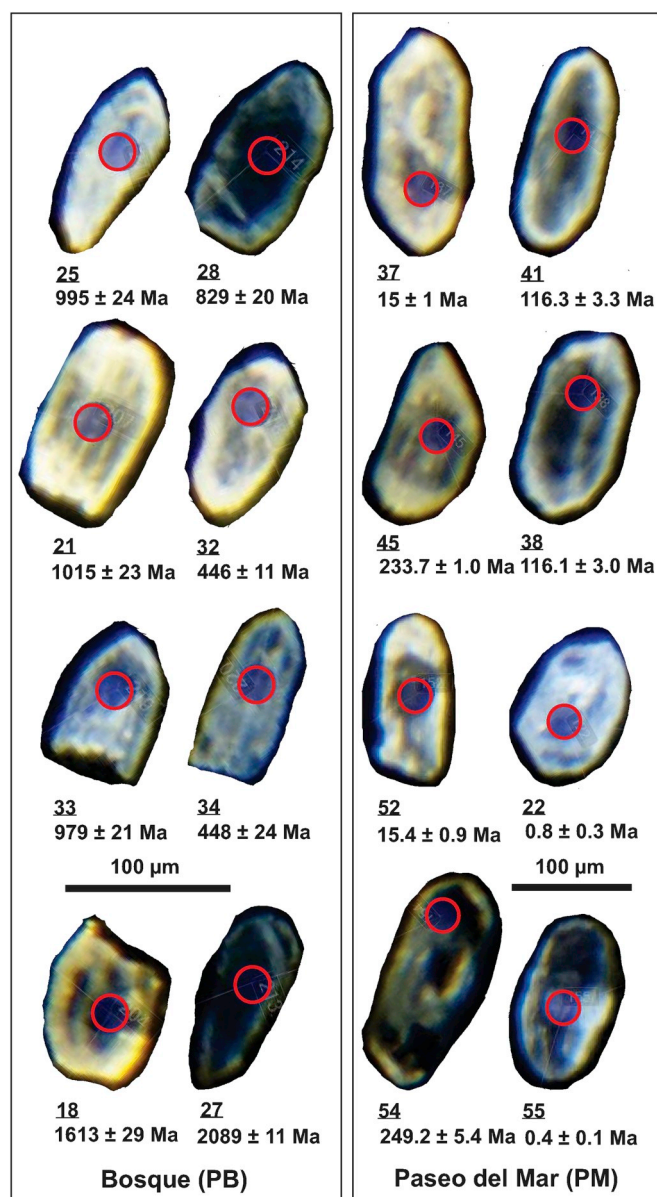 25 28
995 ± 24 Ma 829 ± 20 Ma
21 32
1015 ± 23 Ma 446 ± 11 Ma
33 34
979 ± 21 Ma 448 ± 24 Ma
100 µm
18 27
1613 ± 29 Ma 2089 ± 11 Ma
Bosque (PB)
37 41
15 ± 1 Ma 116.3 ± 3.3 Ma
45 38
233.7 ± 1.0 Ma 116.1 ± 3.0 Ma
52 22
15.4 ± 0.9 Ma 0.8 ± 0.3 Ma
100 µm
54 55
249.2 ± 5.4 Ma 0.4 ± 0.1 Ma
Paseo del Mar (PM)